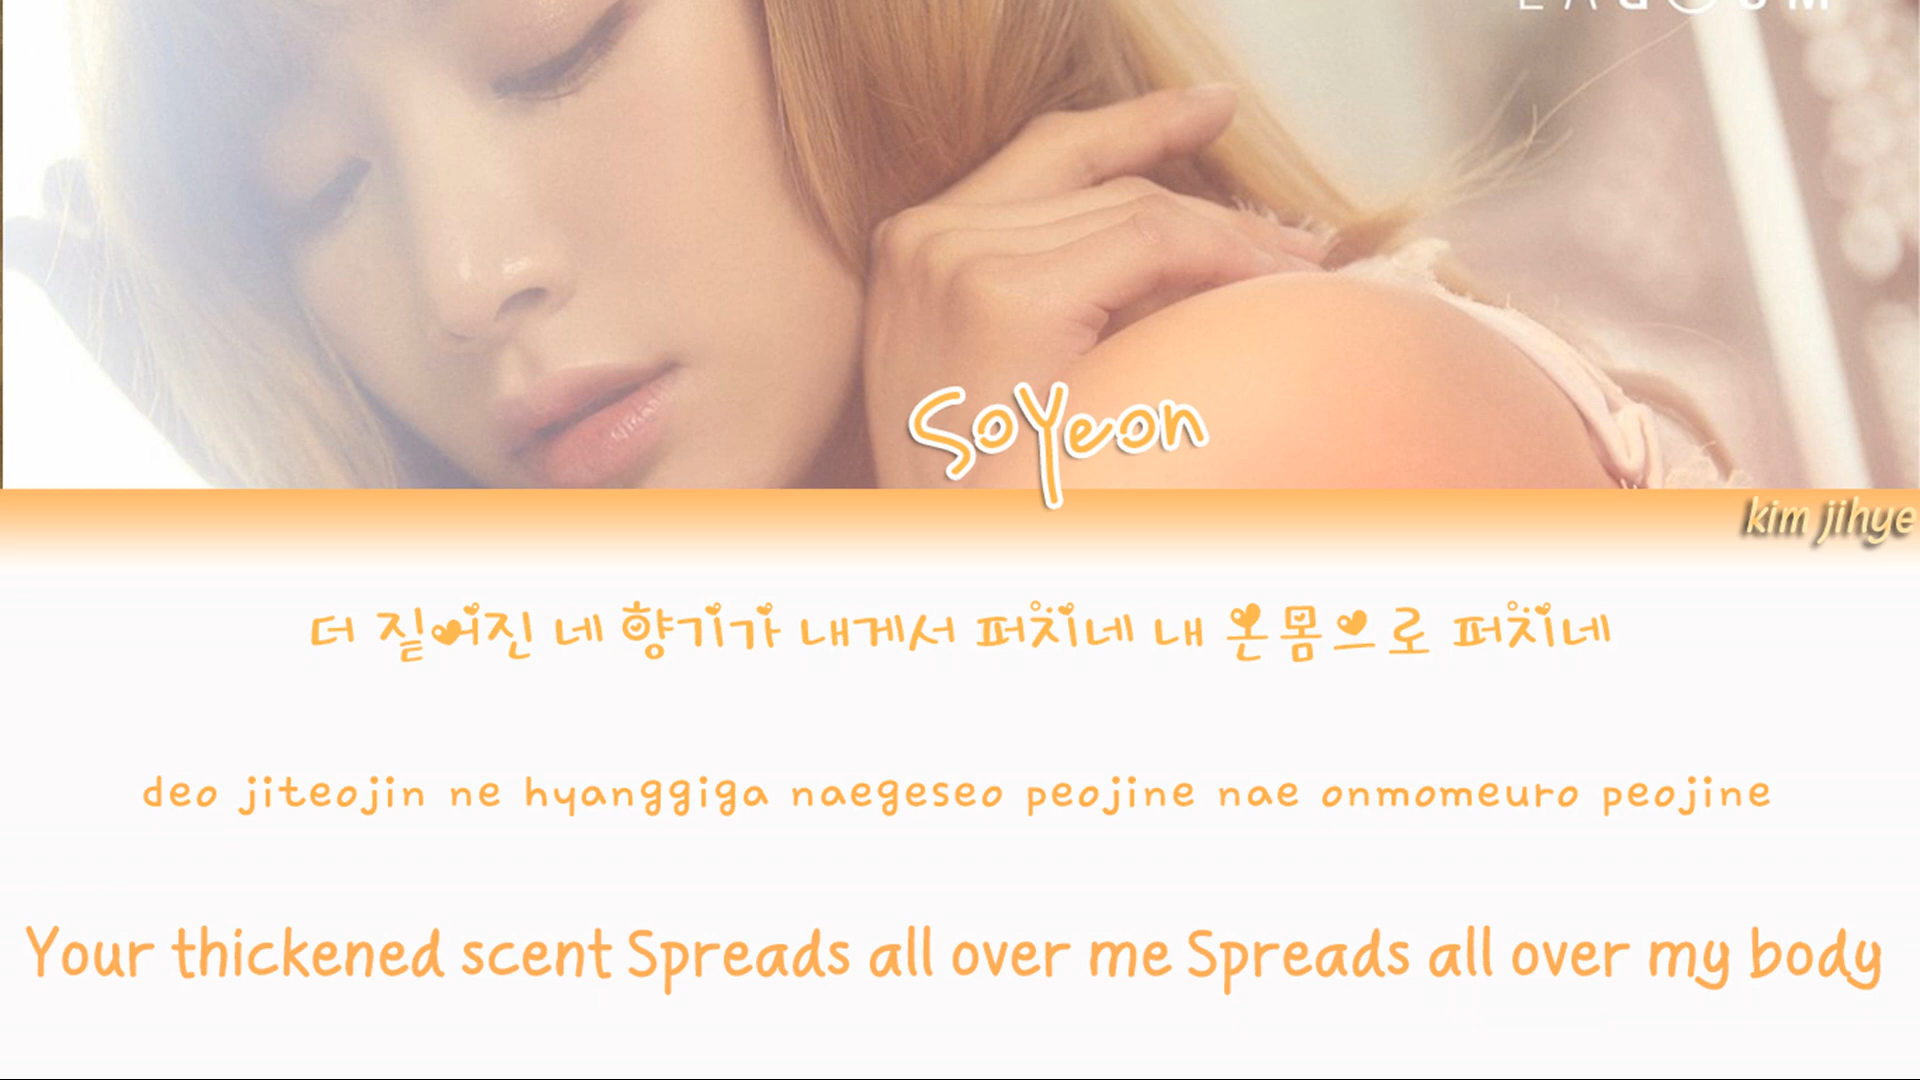 SoYeon
kim jihye
더 짙어진 네 향기가 내게서 퍼지네 내 온몸으로 퍼지네
deo jiteojin ne hyanggiga naegeseo peojine nae onmomeuro peojine
Your thickened scent Spreads all over me Spreads all over my body